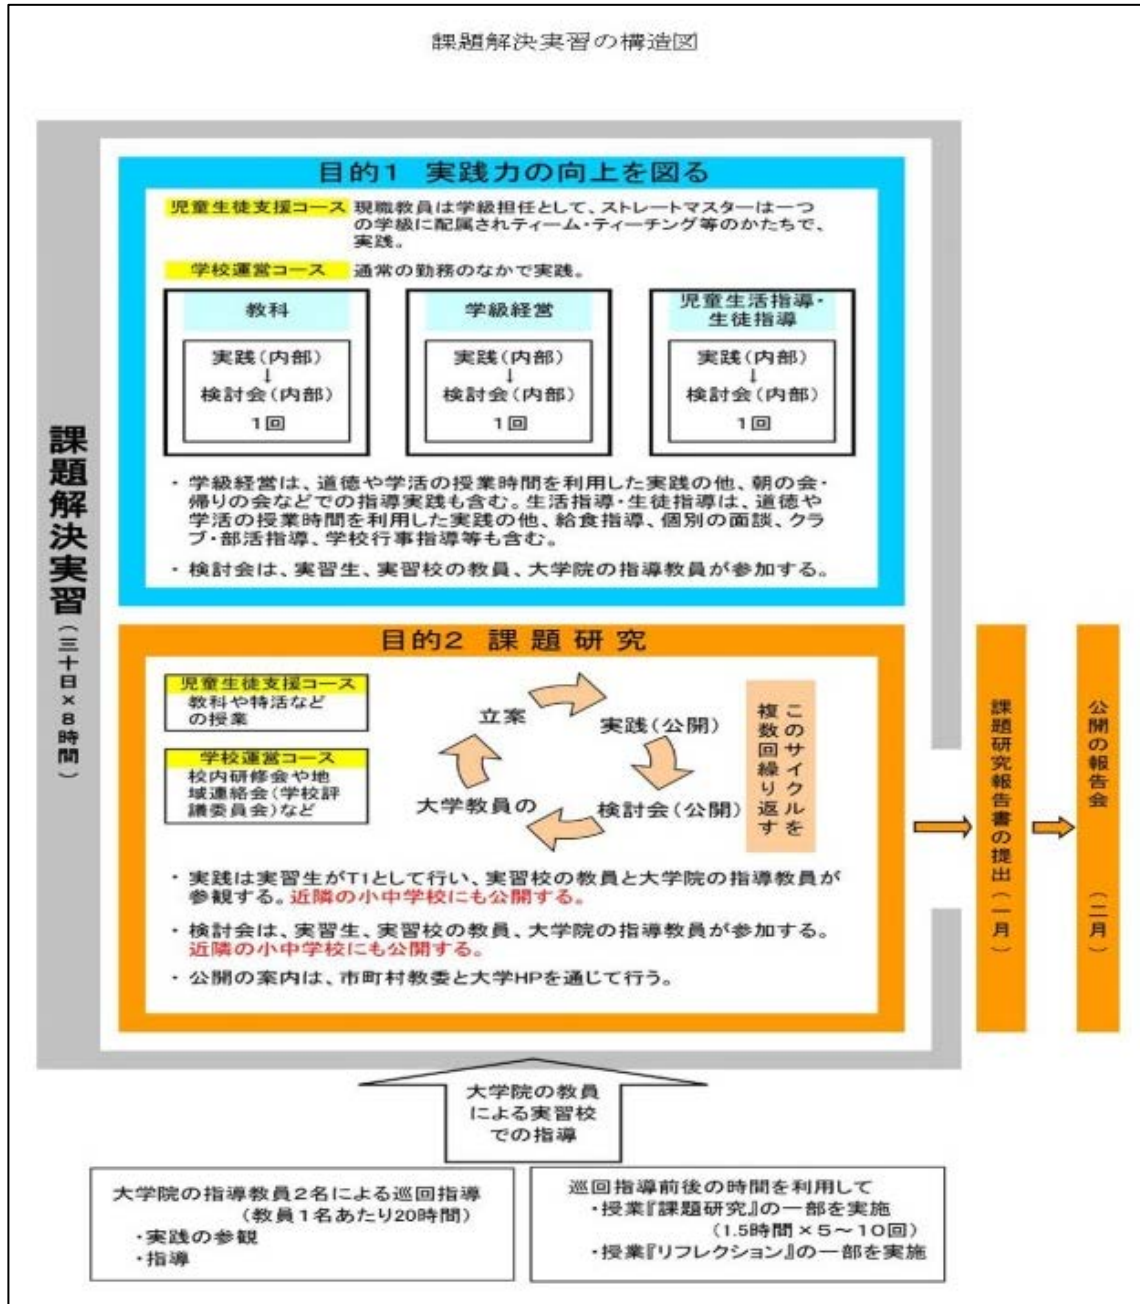 課題解決実習の構造図
課題解決実習(三十日×8時間)
目的1 実践力の向上を図る
児童生徒支援コース 現職教員は学級担任として、ストレートマスターは一つ
の学級に配属されティーム・ティーチング等のかたちで、
実践。
学校運営コース 通常の勤務のなかで実践。
教科
実践(内部)
↓
検討会(内部)
1回
学級経営
実践(内部)
↓
検討会(内部)
1回
児童生活指導・
生徒指導
実践(内部)
↓
検討会(内部)
1回
・学級経営は、道徳や学活の授業時間を利用した実践の他、朝の会・
帰りの会などでの指導実践も含む。生活指導・生徒指導は、道徳や
学活の授業時間を利用した実践の他、給食指導、個別の面談、クラ
ブ・部活指導、学校行事指導等も含む。
・検討会は、実習生、実習校の教員、大学院の指導教員が参加する。
目的2 課題研究
児童生徒支援コース
教科や特活など
の授業
学校運営コース
校内研修会や地
域連絡会(学校評
議委員会)など
立案
実践(公開)
検討会(公開)
大学教員の
このサイクルを
複数回繰り返す
・実践は実習生がT1として行い、実習校の教員と大学院の指導教員が
参観する。近隣の小中学校にも公開する。
・検討会は、実習生、実習校の教員、大学院の指導教員が参加する。
近隣の小中学校にも公開する。
・公開の案内は、市町村教委と大学HPを通じて行う。
課題研究報告書の提出(一月)
公開の報告会(二月)
大学院の教員
による実習校
での指導
大学院の指導教員2名による巡回指導
(教員1名あたり20時間)
・実践の参観
・指導
巡回指導前後の時間を利用して
・授業『課題研究』の一部を実施
(1.5時間×5~10回)
・授業『リフレクション』の一部を実施